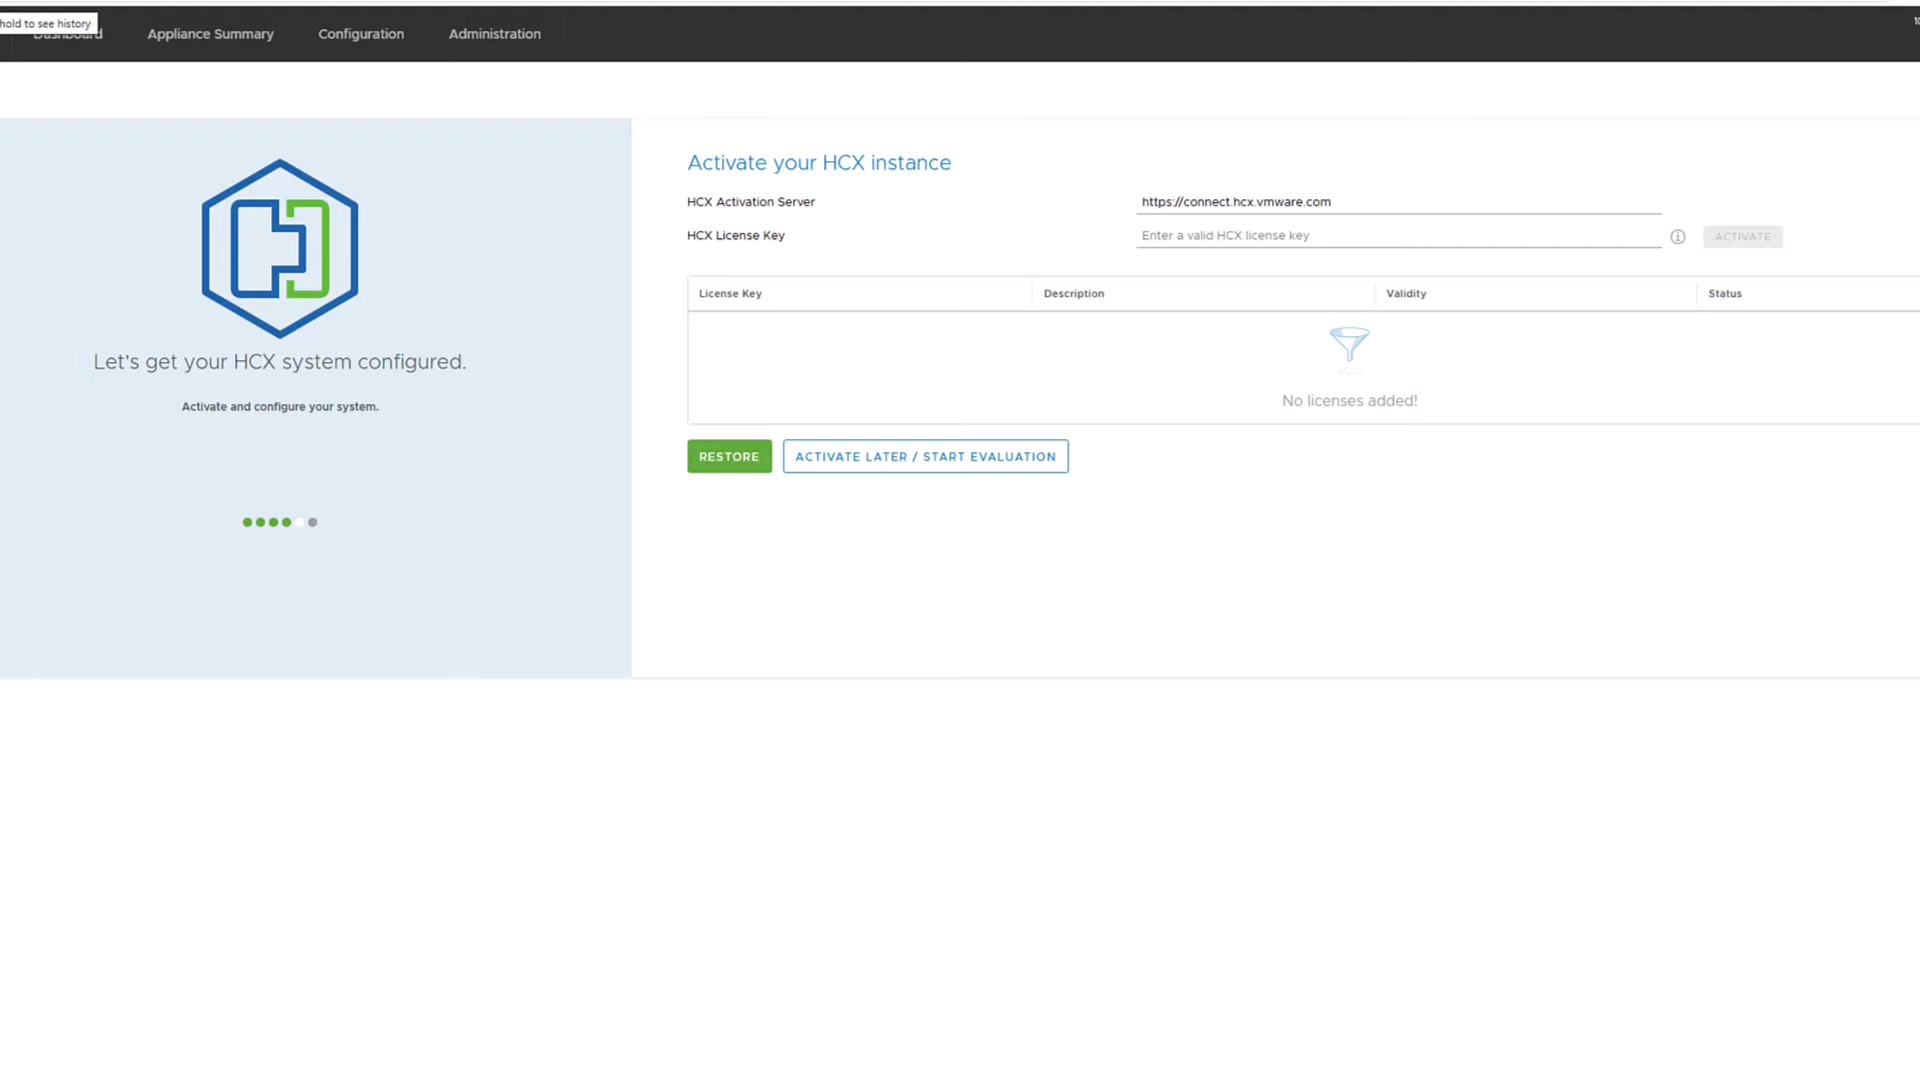 hold to see history
Dashboard Appliance Summary Configuration Administration
Activate your HCX instance
HCX Activation Server https://connect.hcx.vmware.com
HCX License Key Enter a valid HCX license key ACTIVATE
License Key Description Validity Status
No licenses added!
RESTORE ACTIVATE LATER / START EVALUATION
Let's get your HCX system configured.
Activate and configure your system.